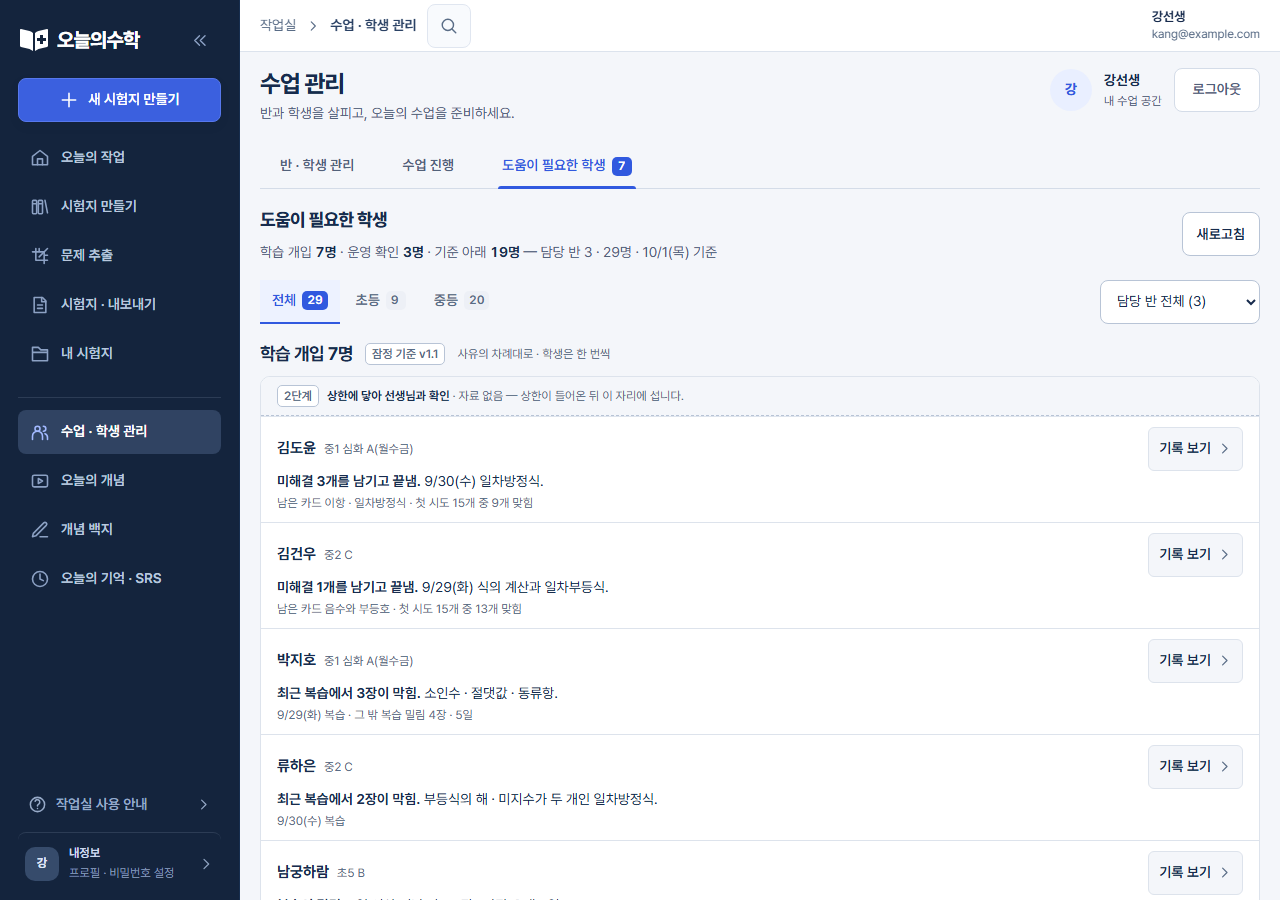 오늘의수학
새 시험지 만들기
오늘의 작업
시험지 만들기
문제 추출
시험지 · 내보내기
내 시험지
수업 · 학생 관리
오늘의 개념
개념 백지
오늘의 기억 · SRS
작업실 사용 안내
강
내정보
프로필 · 비밀번호 설정
작업실
수업 · 학생 관리
강선생
kang@example.com
수업 관리
반과 학생을 살피고, 오늘의 수업을 준비하세요.
강
강선생
내 수업 공간
로그아웃
반 · 학생 관리
수업 진행
도움이 필요한 학생 7
도움이 필요한 학생
학습 개입 7명 · 운영 확인 3명 · 기준 아래 19명 — 담당 반 3 · 29명 · 10/1(목) 기준
새로고침
전체 29
초등 9
중등 20
담당 반 전체 (3)
학습 개입 7명 잠정 기준 v1.1 사유의 차례대로 · 학생은 한 번씩
2단계 상한에 닿아 선생님과 확인 · 자료 없음 — 상한이 들어온 뒤 이 자리에 섭니다.
김도윤 중1 심화 A(월수금)
기록 보기
미해결 3개를 남기고 끝냄. 9/30(수) 일차방정식.
남은 카드 이항 · 일차방정식 · 첫 시도 15개 중 9개 맞힘
김건우 중2 C
기록 보기
미해결 1개를 남기고 끝냄. 9/29(화) 식의 계산과 일차부등식.
남은 카드 음수와 부등호 · 첫 시도 15개 중 13개 맞힘
박지호 중1 심화 A(월수금)
기록 보기
최근 복습에서 3장이 막힘. 소인수 · 절댓값 · 동류항.
9/29(화) 복습 · 그 밖 복습 밀림 4장 · 5일
류하은 중2 C
기록 보기
최근 복습에서 2장이 막힘. 부등식의 해 · 미지수가 두 개인 일차방정식.
9/30(수) 복습
남궁하람 초5 B
기록 보기